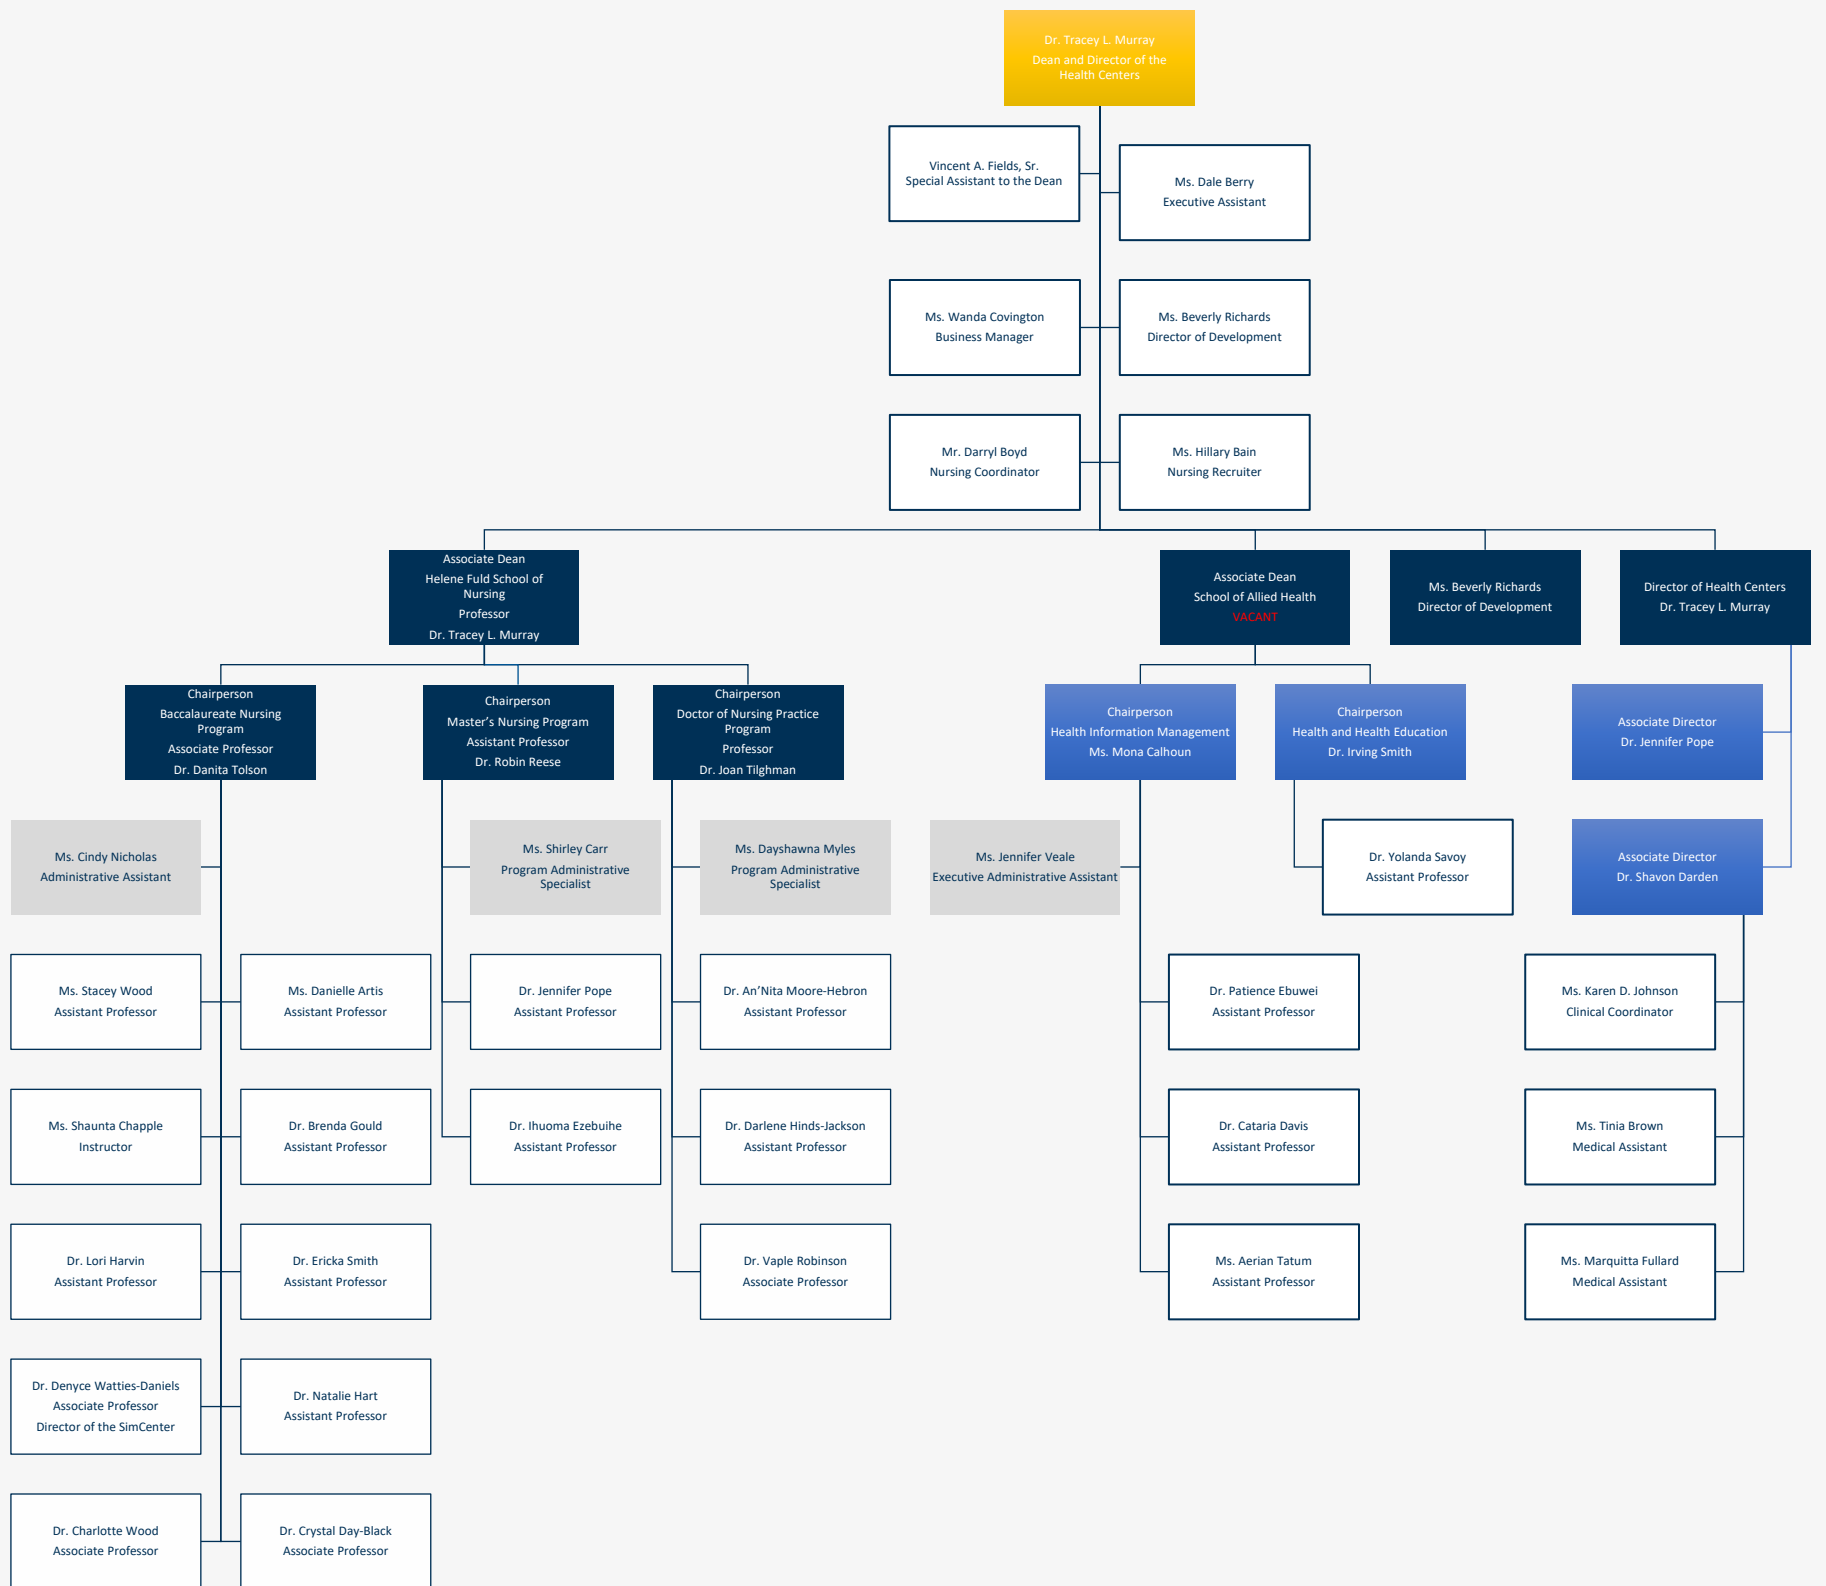 Dr. Tracey L. Murray
Dean and Director of the
Health Centers
Vincent A. Fields, Sr.
Special Assistant to the Dean
Ms. Dale Berry
Executive Assistant
Ms. Wanda Covington
Business Manager
Ms. Beverly Richards
Director of Development
Mr. Darryl Boyd
Nursing Coordinator
Ms. Hillary Bain
Nursing Recruiter
Associate Dean
Helene Fuld School of
Nursing
Professor
Dr. Tracey L. Murray
Associate Dean
School of Allied Health
VACANT
Ms. Beverly Richards
Director of Development
Director of Health Centers
Dr. Tracey L. Murray
Chairperson
Baccalaureate Nursing
Program
Associate Professor
Dr. Danita Tolson
Chairperson
Master’s Nursing Program
Assistant Professor
Dr. Robin Reese
Chairperson
Doctor of Nursing Practice
Program
Professor
Dr. Joan Tilghman
Chairperson
Health Information Management
Ms. Mona Calhoun
Chairperson
Health and Health Education
Dr. Irving Smith
Associate Director
Dr. Jennifer Pope
Ms. Cindy Nicholas
Administrative Assistant
Ms. Shirley Carr
Program Administrative
Specialist
Ms. Dayshawna Myles
Program Administrative
Specialist
Ms. Jennifer Veale
Executive Administrative Assistant
Dr. Yolanda Savoy
Assistant Professor
Associate Director
Dr. Shavon Darden
Ms. Stacey Wood
Assistant Professor
Ms. Danielle Artis
Assistant Professor
Dr. Jennifer Pope
Assistant Professor
Dr. An’Nita Moore-Hebron
Assistant Professor
Dr. Patience Ebuwei
Assistant Professor
Ms. Karen D. Johnson
Clinical Coordinator
Ms. Shaunta Chapple
Instructor
Dr. Brenda Gould
Assistant Professor
Dr. Ihuoma Ezebuihe
Assistant Professor
Dr. Darlene Hinds-Jackson
Assistant Professor
Dr. Cataria Davis
Assistant Professor
Ms. Tinia Brown
Medical Assistant
Dr. Lori Harvin
Assistant Professor
Dr. Ericka Smith
Assistant Professor
Dr. Vaple Robinson
Associate Professor
Ms. Aerian Tatum
Assistant Professor
Ms. Marquitta Fullard
Medical Assistant
Dr. Denyce Watties-Daniels
Associate Professor
Director of the SimCenter
Dr. Natalie Hart
Assistant Professor
Dr. Charlotte Wood
Associate Professor
Dr. Crystal Day-Black
Associate Professor